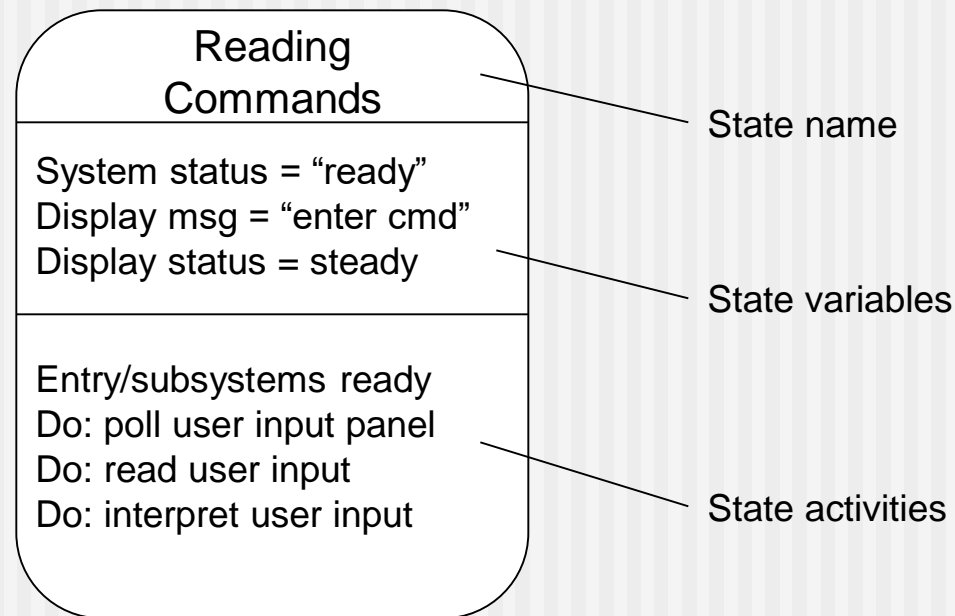 Reading
Commands
State name
System status = “ready”
Display msg = “enter cmd”
Display status = steady
State variables
Entry/subsystems ready
Do: poll user input panel
Do: read user input
Do: interpret user input
State activities